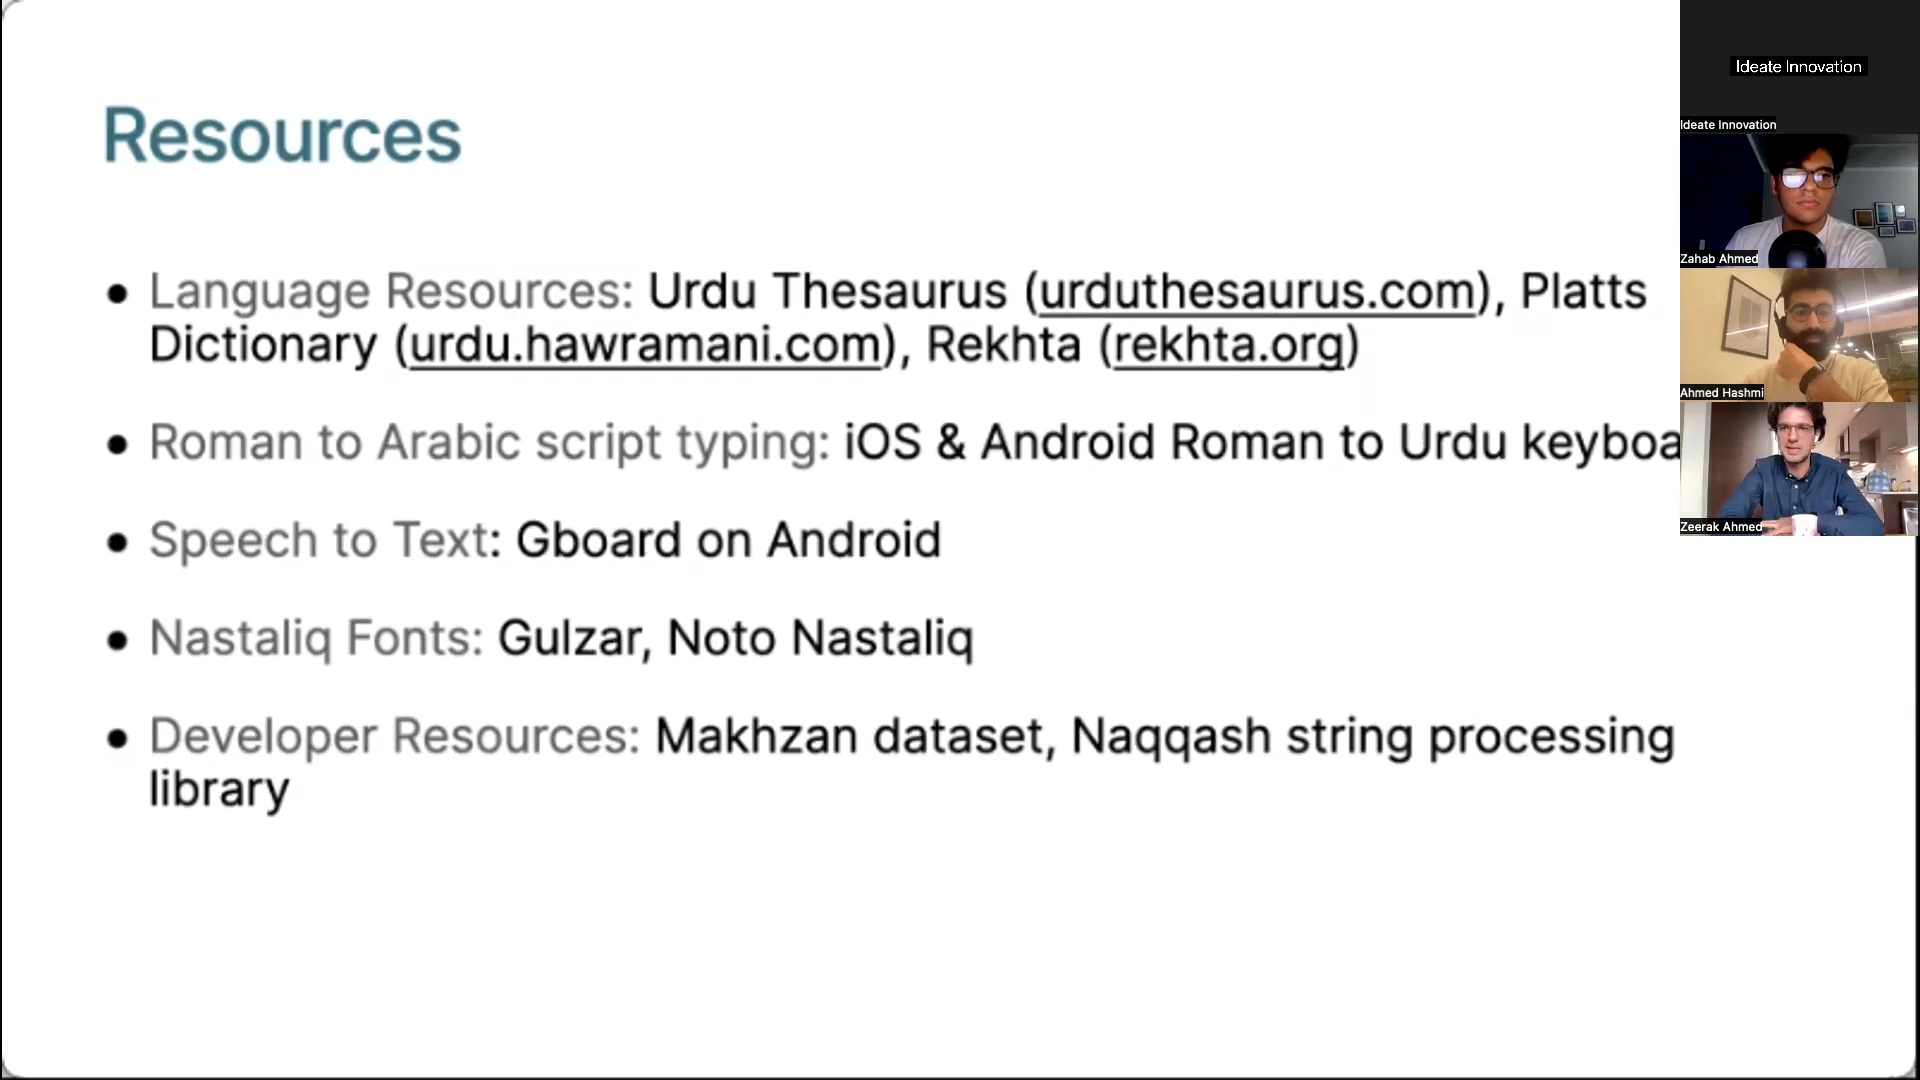 Resources
• Language Resources: Urdu Thesaurus (urduthesaurus.com), Platts
Dictionary (urdu.hawramani.com), Rekhta (rekhta.org)
• Roman to Arabic script typing: iOS & Android Roman to Urdu
• Speech to Text: Gboard on Android
• Nastaliq Fonts: Gulzar, Noto Nastaliq
• Developer Resources: Makhzan dataset, Naqqash string processing
library
Ideate Innovation
Ideate Innovation
Zahab Ahmed
Ahmed Hashmi
Zeerak Ahmed